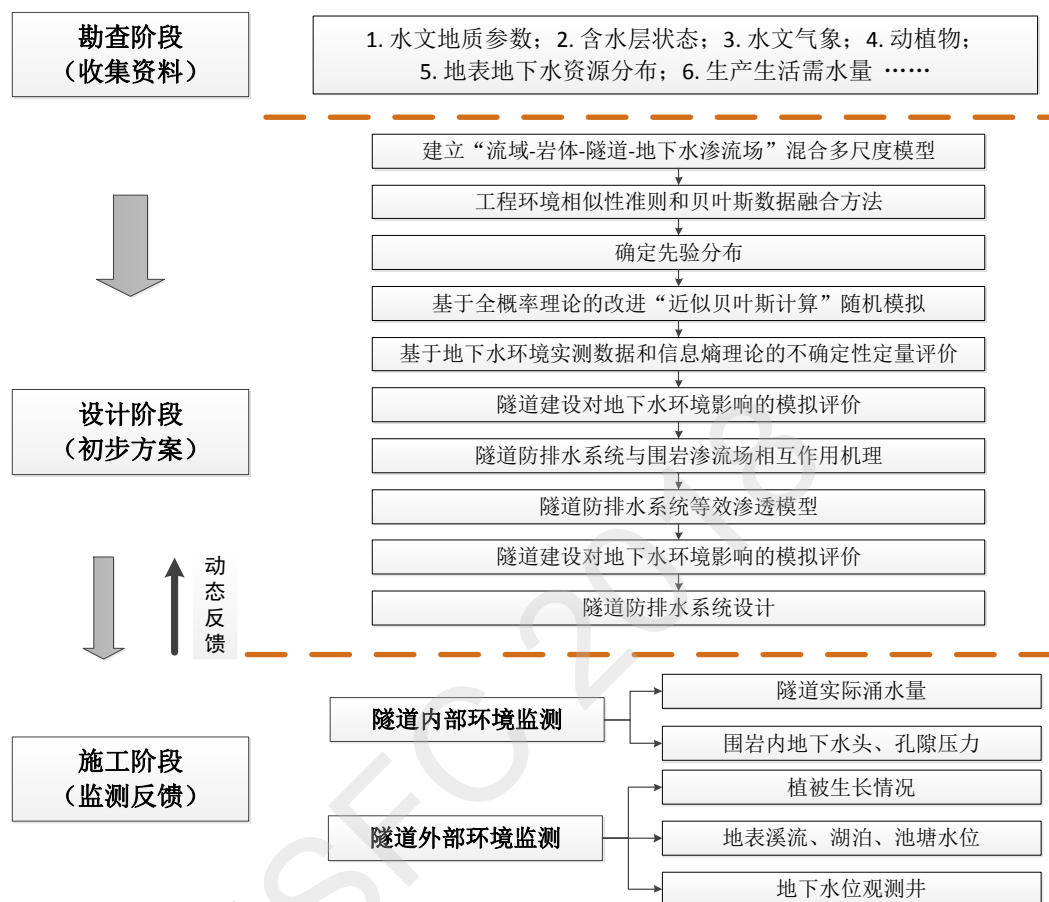 勘查阶段
（收集资料）
1. 水文地质参数；2. 含水层状态；3. 水文气象；4. 动植物；
5. 地表地下水资源分布；6. 生产生活需水量 ……
建立“流域-岩体-隧道-地下水渗流场”混合多尺度模型
工程环境相似性准则和贝叶斯数据融合方法
确定先验分布
基于全概率理论的改进“近似贝叶斯计算”随机模拟
基于地下水环境实测数据和信息熵理论的不确定性定量评价
设计阶段
（初步方案）
隧道建设对地下水环境影响的模拟评价
隧道防排水系统与围岩渗流场相互作用机理
隧道防排水系统等效渗透模型
隧道建设对地下水环境影响的模拟评价
隧道防排水系统设计
动
态
反
馈
施工阶段
（监测反馈）
隧道内部环境监测
隧道实际涌水量
围岩内地下水头、孔隙压力
隧道外部环境监测
植被生长情况
地表溪流、湖泊、池塘水位
地下水位观测井
SFC 2018